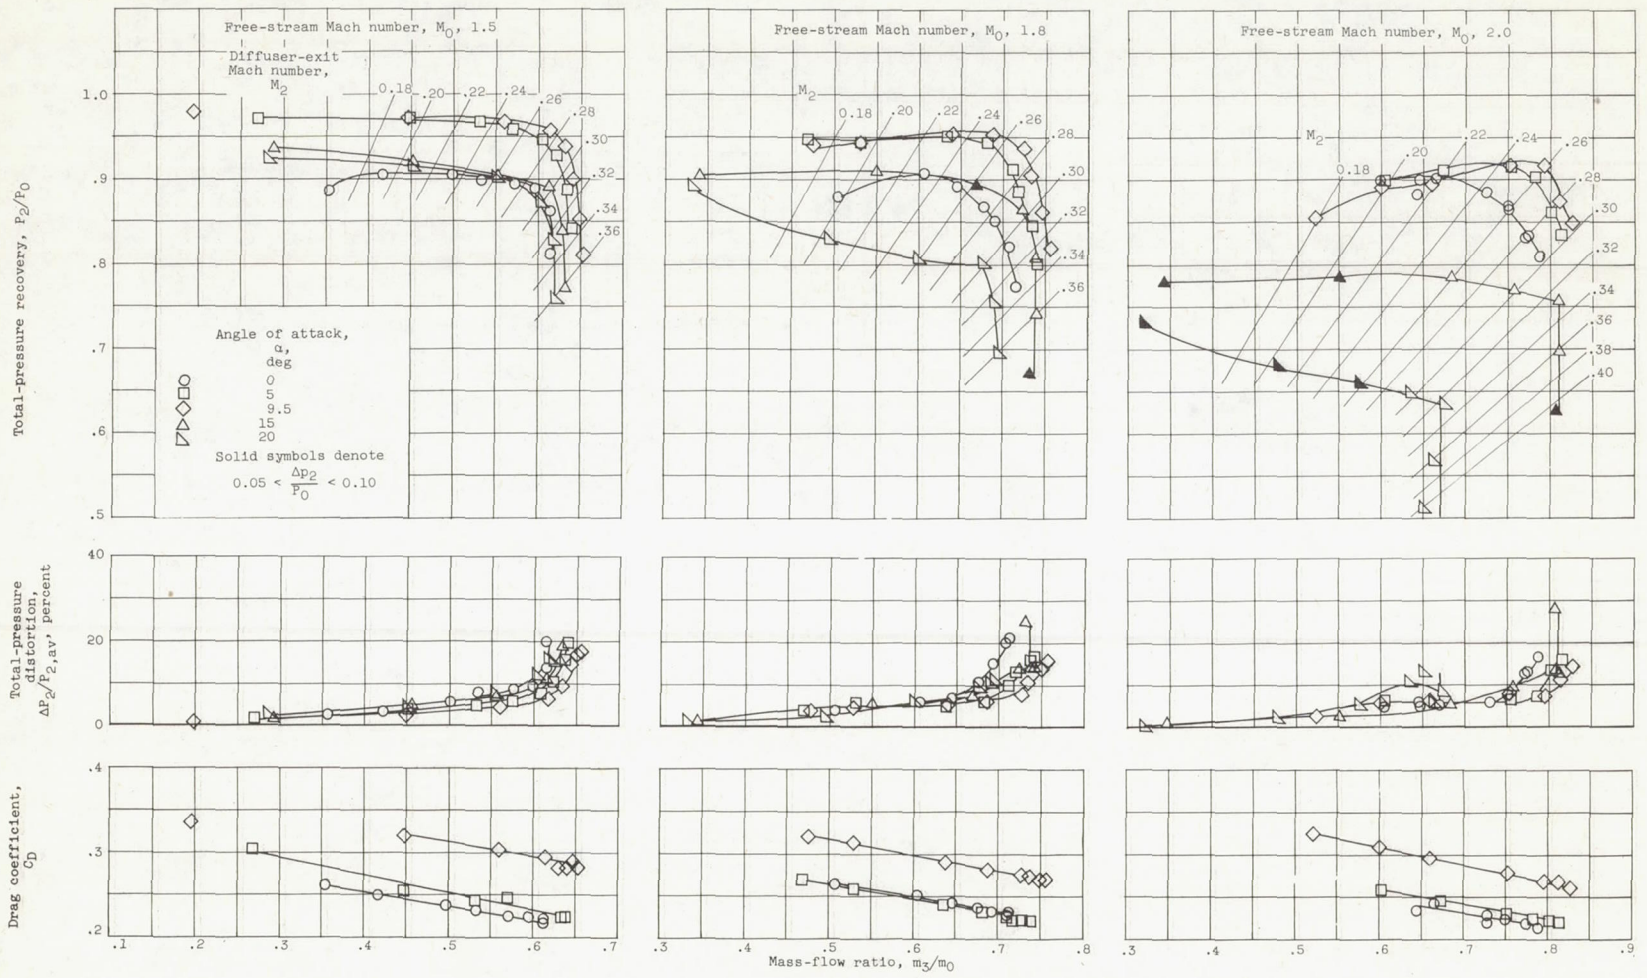 Free-stream Mach number, M0, 1.5
Diffuser-exit
Mach number,
M2
0.18
.20
.22
.24
.26
.28
.30
.32
.34
.36
Free-stream Mach number, M0, 1.8
M2
0.18
.20
.22
.24
.26
.28
.30
.32
.34
.36
Free-stream Mach number, M0, 2.0
M2
0.18
.20
.22
.24
.26
.28
.30
.32
.34
.36
.38
.40
Total-pressure recovery, P2/P0
1.0
.9
.8
.7
.6
.5
Angle of attack,
α,
deg
0
5
9.5
15
20
Solid symbols denote
0.05 < Δp2/P0 < 0.10
Total-pressure
distortion,
ΔP2/P2,av, percent
40
20
10
0
Drag coefficient,
CD
.4
.3
.2
.1 .2 .3 .4 .5 .6 .7
.3 .4 .5 .6 .7 .8
.3 .4 .5 .6 .7 .8 .9
Mass-flow ratio, m3/m0